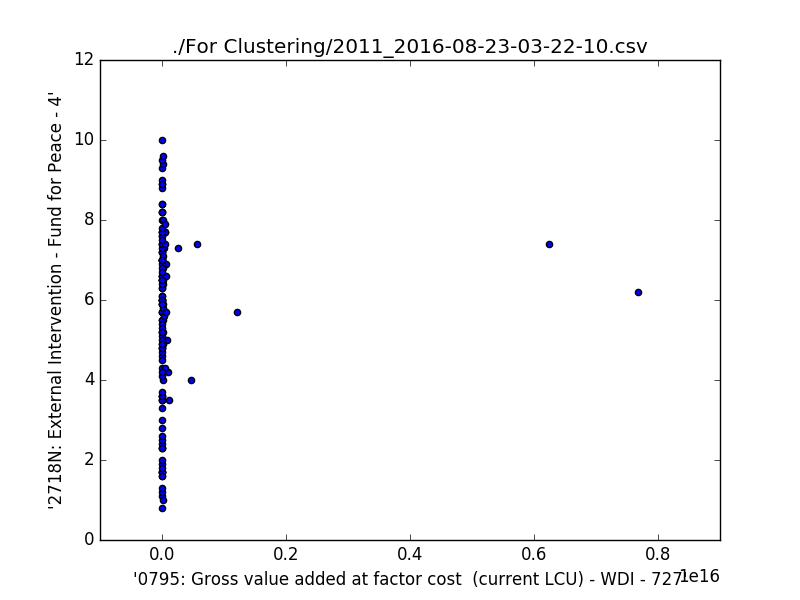 ./For Clustering/2011_2016-08-23-03-22-10.csv
'2718N: External Intervention - Fund for Peace - 4'
12
10
8
6
4
2
0
0.0 0.2 0.4 0.6 0.8
1e16
'0795: Gross value added at factor cost  (current LCU) - WDI - 727'